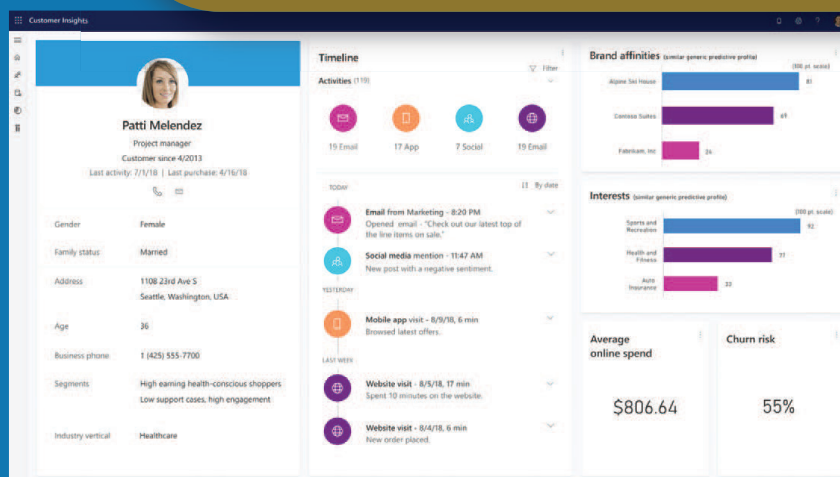 Customer Insights
?
Patti Melendez
Project manager
Customer since 4/2013
Last activity: 7/1/18 | Last purchase: 4/16/18
Gender Female
Family status Married
Address 1108 23rd Ave S
Seattle, Washington, USA
Age 36
Business phone 1 (425) 555-7700
Segments High earning health-conscious shoppers
Low support cases, high engagement
Industry vertical Healthcare
Timeline
Filter
Activities (119)
19 Email 17 App 7 Social 19 Email
TODAY By date
Email from Marketing - 8:20 PM
Opened email - "Check out our latest top of
the line items on sale."
Social media mention - 11:47 AM
New post with a negative sentiment.
YESTERDAY
Mobile app visit - 8/9/18, 6 min
Browsed latest offers.
LAST WEEK
Website visit - 8/5/18, 17 min
Spent 10 minutes on the website.
Website visit - 8/4/18, 6 min
New order placed.
Brand affinities (similar generic predictive profile)
(100 pt. scale)
Alpine Ski House 81
Contoso Suites 69
Fabrikam, Inc 24
Interests (similar generic predictive profile)
(100 pt. scale)
Sports and
Recreation 92
Health and
Fitness 77
Auto
Insurance 33
Average
online spend
$806.64
Churn risk
55%